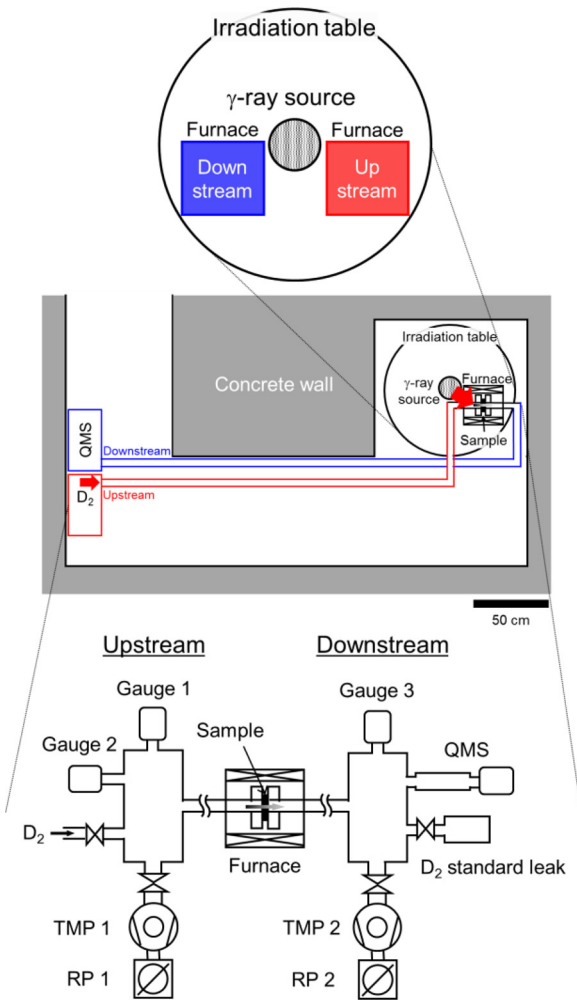 Irradiation table
γ-ray source
Furnace
Furnace
Down
stream
Up
stream
Concrete wall
Irradiation table
γ-ray
source
Furnace
Sample
QMS
Downstream
D2
Upstream
50 cm
Upstream
Downstream
Gauge 1
Gauge 3
Sample
Gauge 2
QMS
D2
Furnace
D2 standard leak
TMP 1
TMP 2
RP 1
RP 2